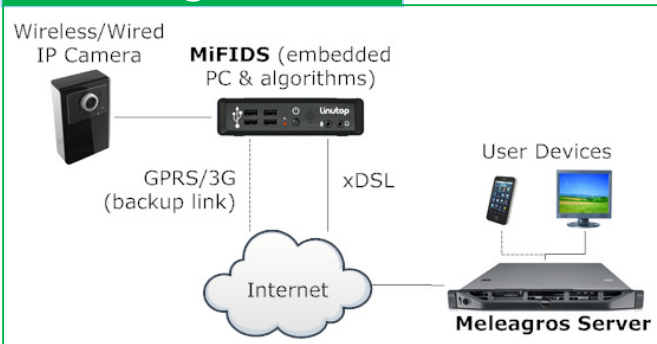 Wireless/Wired
IP Camera
MiFIDS (embedded
PC & algorithms)
linutop
GPRS/3G
(backup link)
xDSL
User Devices
Internet
Meleagros Server